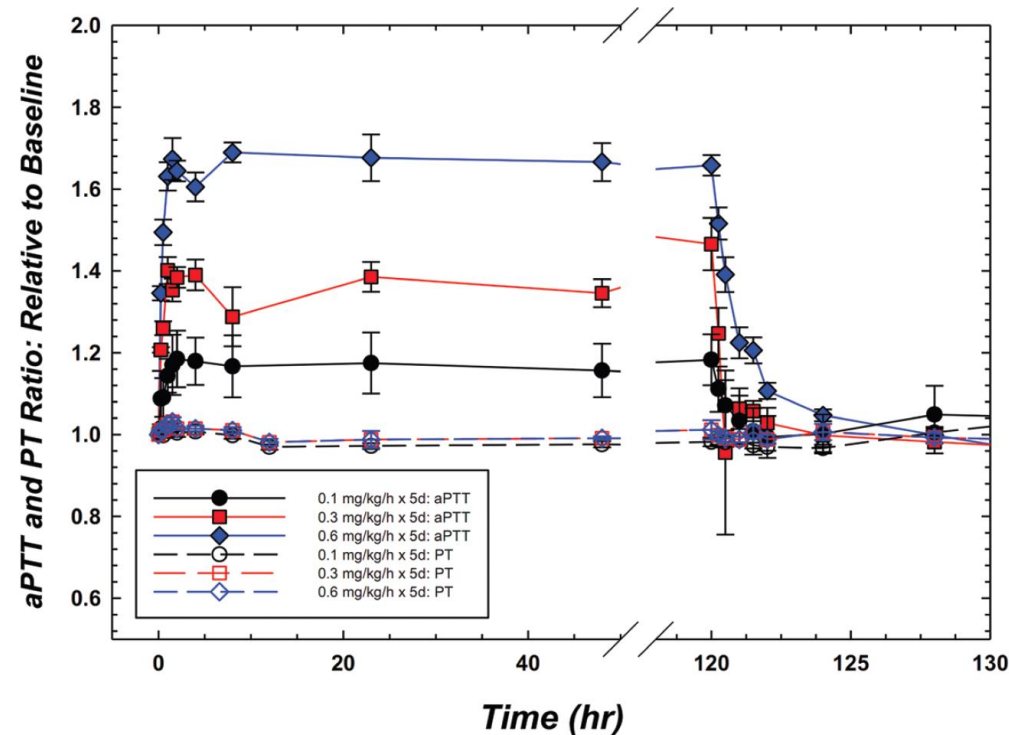 aPTT and PT Ratio: Relative to Baseline
2.0
1.8
1.6
1.4
1.2
1.0
0.8
0.6
0.1 mg/kg/h x 5d: aPTT
0.3 mg/kg/h x 5d: aPTT
0.6 mg/kg/h x 5d: aPTT
0.1 mg/kg/h x 5d: PT
0.3 mg/kg/h x 5d: PT
0.6 mg/kg/h x 5d: PT
0 20 40 120 125 130
Time (hr)